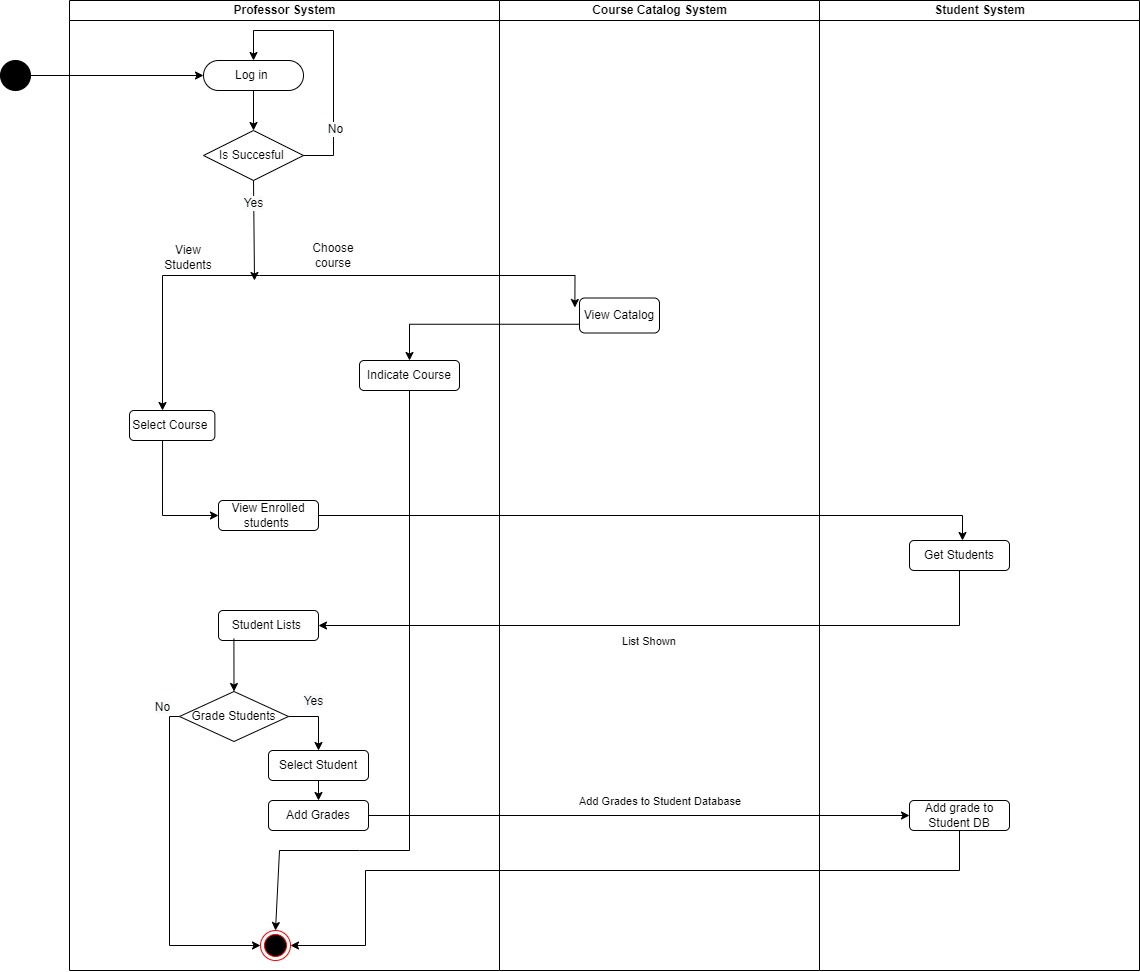 Professor System
Course Catalog System
Student System
Log in
No
Is Succesful
Yes
View
Students
Choose
course
View Catalog
Indicate Course
Select Course
View Enrolled
students
Get Students
Student Lists
List Shown
No
Yes
Grade Students
Select Student
Add Grades
Add Grades to Student Database
Add grade to
Student DB